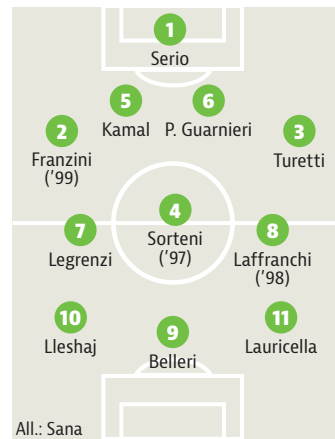 1
Serio
5
6
Kamal
P. Guarnieri
2
3
Franzini
('99)
Turetti
4
Sorteni
('97)
7
8
Legrenzi
Laffranchi
('98)
10
11
Lleshaj
9
Lauricella
Belleri
All.: Sana